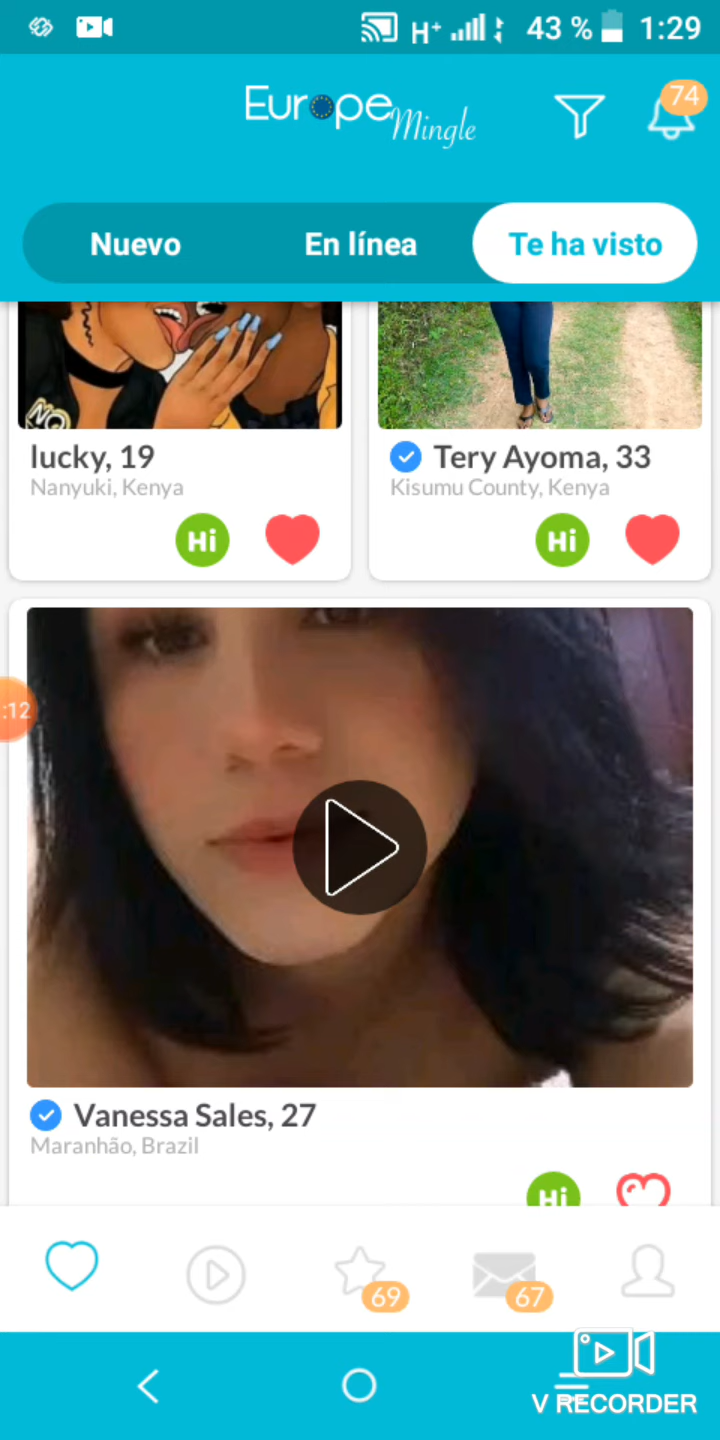 H+ 43 % 1:29
Europe Mingle
74
Nuevo En línea Te ha visto
NO
lucky, 19
Nanyuki, Kenya
Hi
Tery Ayoma, 33
Kisumu County, Kenya
Hi
:12
Vanessa Sales, 27
Maranhão, Brazil
Hi
69 67
V RECORDER